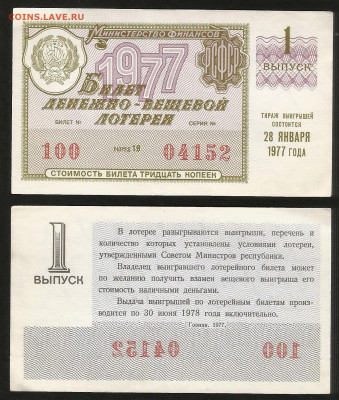 COINS.LAVE.RU
МИНИСТЕРСТВО ФИНАНСОВ
1977
1
ВЫПУСК
БИЛЕТ
ДЕНЕЖНО-ВЕЩЕВОЙ
ЛОТЕРЕИ
БИЛЕТ № СЕРИЯ №
100 04152
ТИРАЖ ВЫИГРЫШЕЙ
СОСТОИТСЯ
28 ЯНВАРЯ
1977 ГОДА
СТОИМОСТЬ БИЛЕТА ТРИДЦАТЬ КОПЕЕК
1
ВЫПУСК
В лотерее разыгрываются выигрыши, перечень и
количество которых установлены условиями лотереи,
утвержденными Советом Министров республики.
Владелец выигравшего лотерейного билета может
по желанию получить взамен вещевого выигрыша его
стоимость наличными деньгами.
Выдача выигрышей по лотерейным билетам произ-
водится по 30 июня 1978 года включительно.
Гознак. 1977.
04152 100